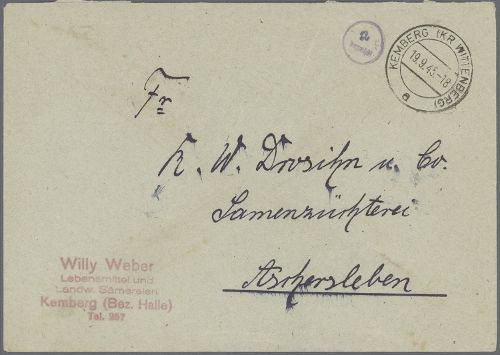 KEMBERG (KR WITTENBERG)
19.9.45-18
a
Fr
K. W. Drosihn u. Co.
Samenzüchterei
Aschersleben
Willy Weber
Lebensmittel und
Landw. Sämereien
Kemberg (Bez. Halle)
Tel. 257